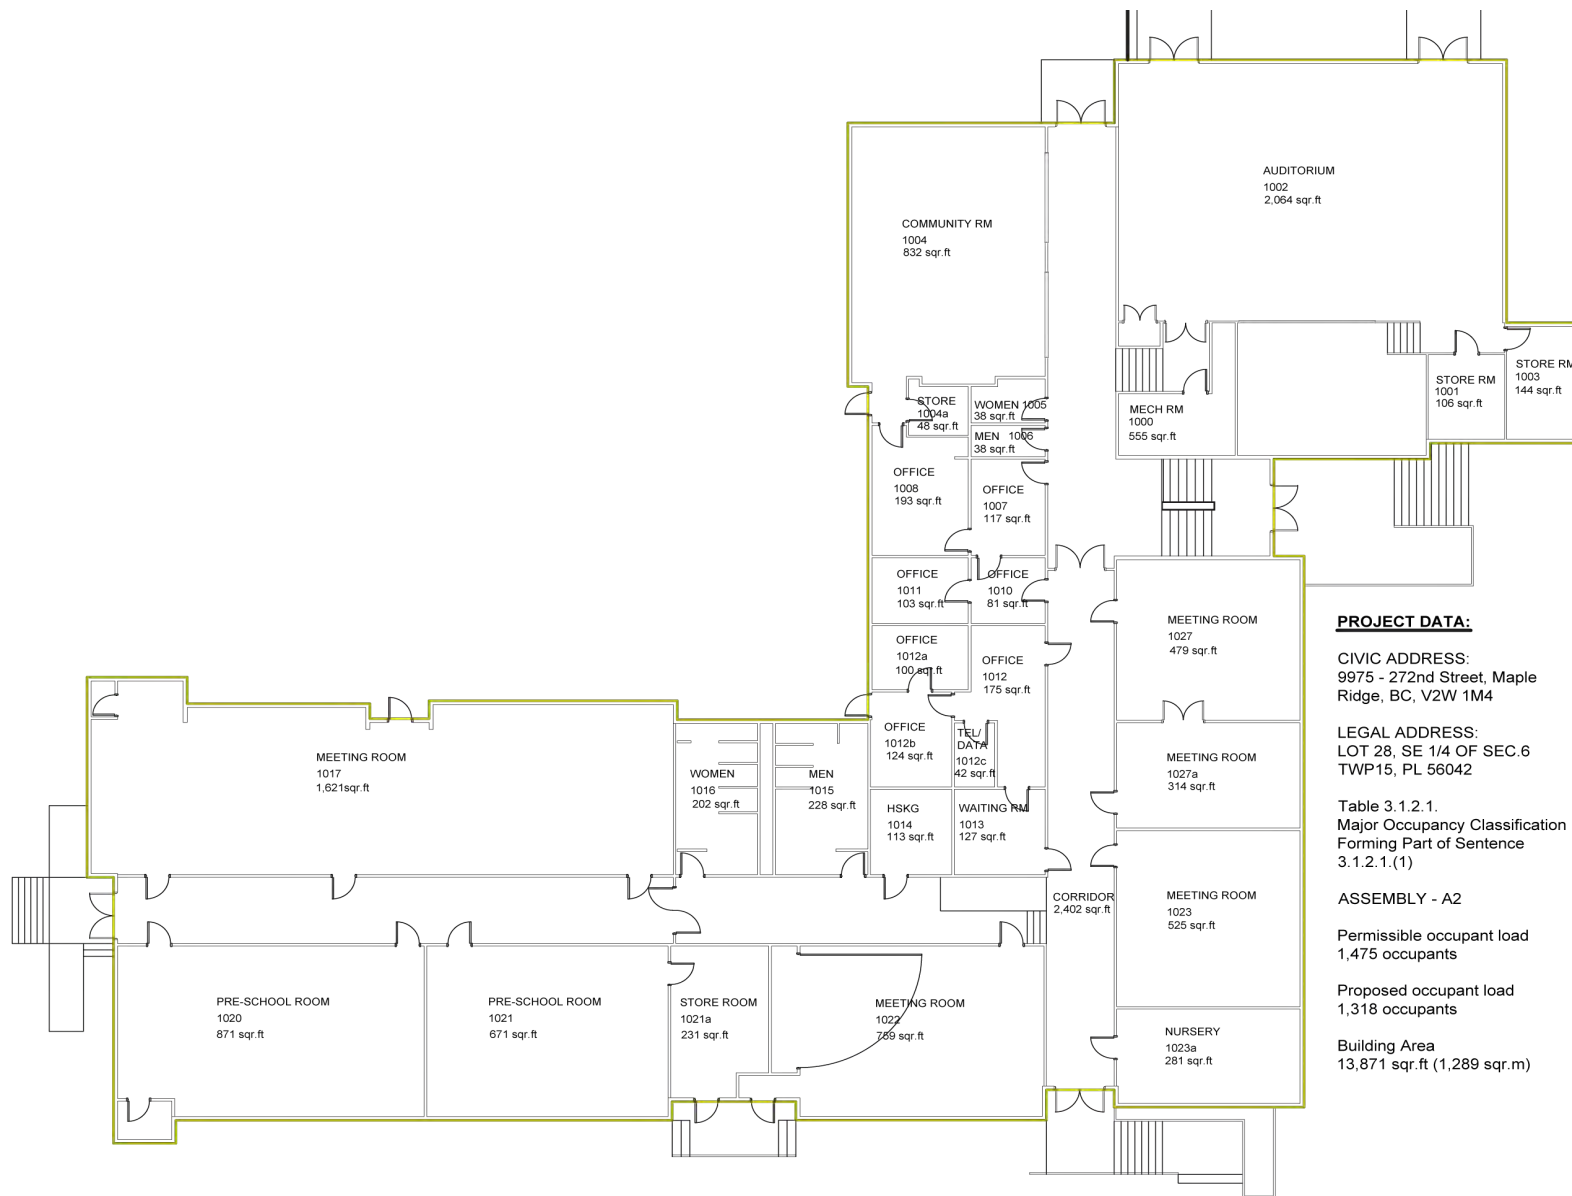 AUDITORIUM
1002
2,064 sqr.ft
COMMUNITY RM
1004
832 sqr.ft
STORE RM
1003
144 sqr.ft
STORE RM
1001
106 sqr.ft
MECH RM
1000
555 sqr.ft
STORE
1004a
48 sqr.ft
WOMEN 1005
38 sqr.ft
MEN 1006
38 sqr.ft
OFFICE
1008
193 sqr.ft
OFFICE
1007
117 sqr.ft
OFFICE
1011
103 sqr.ft
OFFICE
1010
81 sqr.ft
OFFICE
1012a
100 sqr.ft
OFFICE
1012
175 sqr.ft
OFFICE
1012b
124 sqr.ft
TEL/
DATA
1012c
42 sqr.ft
MEETING ROOM
1027
479 sqr.ft
MEETING ROOM
1027a
314 sqr.ft
MEETING ROOM
1017
1,621sqr.ft
WOMEN
1016
202 sqr.ft
MEN
1015
228 sqr.ft
HSKG
1014
113 sqr.ft
WAITING RM
1013
127 sqr.ft
CORRIDOR
2,402 sqr.ft
MEETING ROOM
1023
525 sqr.ft
PRE-SCHOOL ROOM
1020
871 sqr.ft
PRE-SCHOOL ROOM
1021
671 sqr.ft
STORE ROOM
1021a
231 sqr.ft
MEETING ROOM
1022
759 sqr.ft
NURSERY
1023a
281 sqr.ft
PROJECT DATA:
CIVIC ADDRESS:
9975 - 272nd Street, Maple
Ridge, BC, V2W 1M4
LEGAL ADDRESS:
LOT 28, SE 1/4 OF SEC.6
TWP15, PL 56042
Table 3.1.2.1.
Major Occupancy Classification
Forming Part of Sentence
3.1.2.1.(1)
ASSEMBLY - A2
Permissible occupant load
1,475 occupants
Proposed occupant load
1,318 occupants
Building Area
13,871 sqr.ft (1,289 sqr.m)